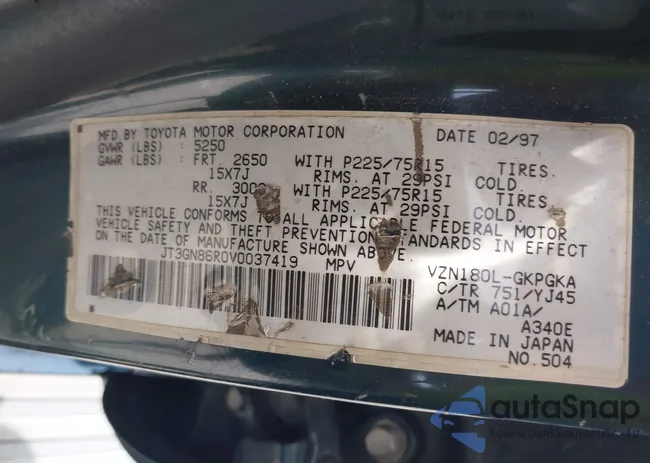 MFD.BY TOYOTA MOTOR CORPORATION DATE 02/97
GVWR (LBS) : 5250
GAWR (LBS) : FRT. 2650 WITH P225/75R15 TIRES.
15X7J RIMS. AT 29PSI COLD.
RR. 3000 WITH P225/75R15 TIRES.
15X7J RIMS. AT 29PSI COLD.
THIS VEHICLE CONFORMS TO ALL APPLICABLE FEDERAL MOTOR
VEHICLE SAFETY AND THEFT PREVENTION STANDARDS IN EFFECT
ON THE DATE OF MANUFACTURE SHOWN ABOVE.
JT3GN86R0V0037419 MPV VZN180L-GKPGKA
C/TR 751/YJ45
A/TM A01A/
A340E
MADE IN JAPAN
NO.504
autoSnap